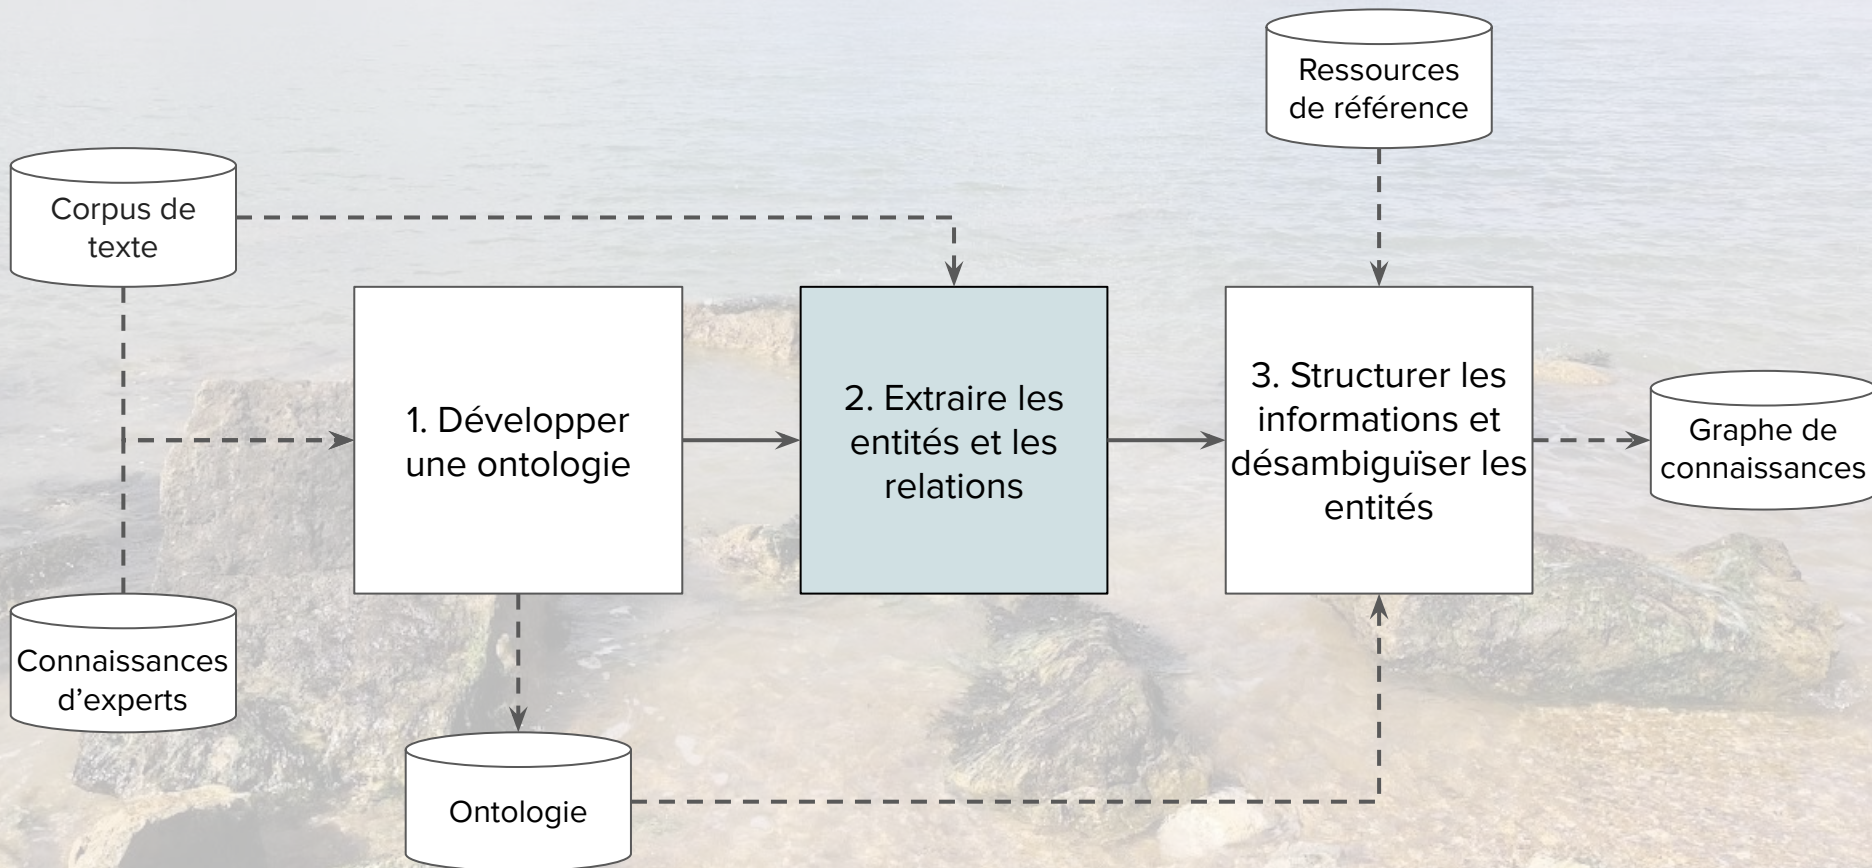 Ressources
de référence
Corpus de
texte
1. Développer
une ontologie
2. Extraire les
entités et les
relations
3. Structurer les
informations et
désambiguïser les
entités
Graphe de
connaissances
Connaissances
d'experts
Ontologie